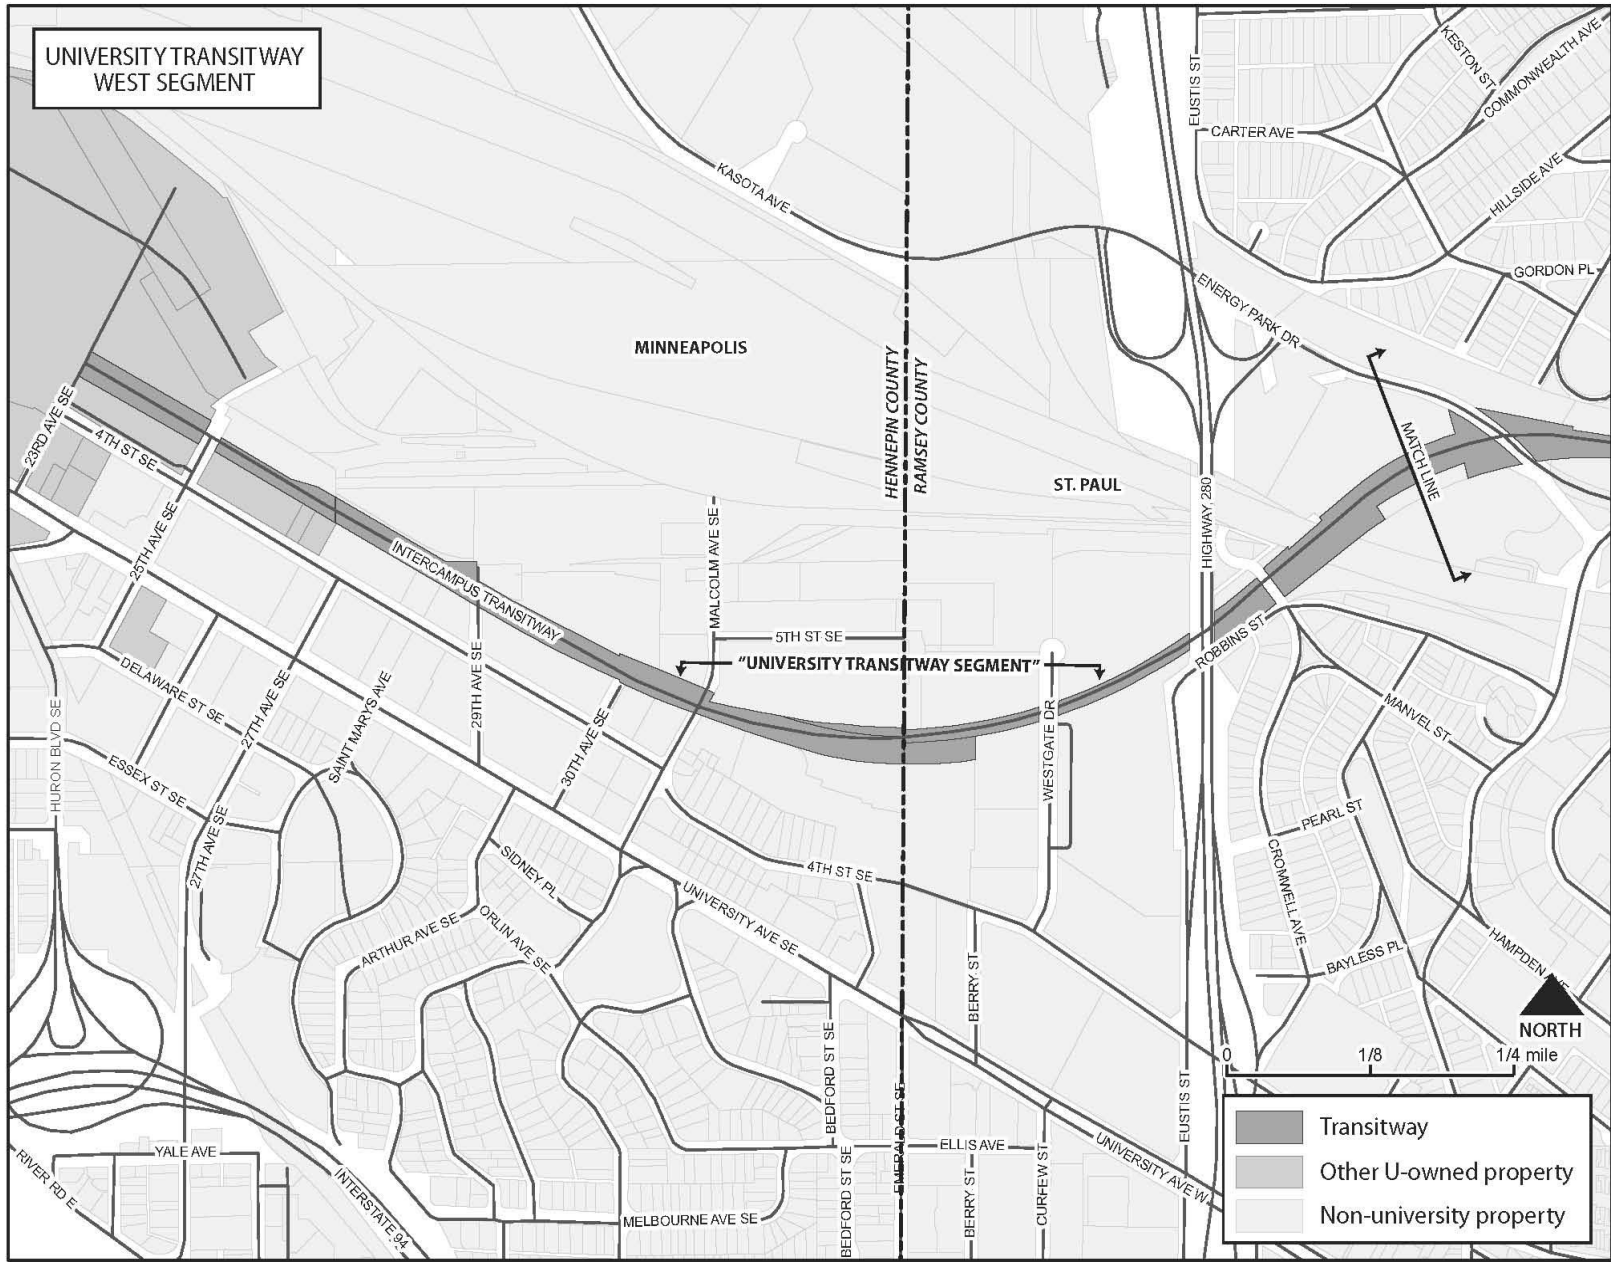 UNIVERSITY TRANSITWAY
WEST SEGMENT
EUSTIS ST
KESTON ST
COMMONWEALTH AVE
CARTER AVE
KASOTA AVE
HILLSIDE AVE
GORDON PL
ENERGY PARK DR
MINNEAPOLIS
HENNEPIN COUNTY
RAMSEY COUNTY
23RD AVE SE
4TH ST SE
MATCH LINE
ST. PAUL
25TH AVE SE
HIGHWAY 280
INTERCAMPUS TRANSITWAY
MALCOLM AVE SE
5TH ST SE
"UNIVERSITY TRANSITWAY SEGMENT"
ROBBINS ST
DELAWARE ST SE
27TH AVE SE
SAINT MARYS AVE
29TH AVE SE
30TH AVE SE
WESTGATE DR
MANVEL ST
HURON BLVD SE
ESSEX ST SE
27TH AVE SE
PEARL ST
SIDNEY PL
4TH ST SE
CROMWELL AVE
ARTHUR AVE SE
ORLIN AVE SE
UNIVERSITY AVE SE
BAYLESS PL
HAMPDEN AVE
BERRY ST
NORTH
0 1/8 1/4 mile
BEDFORD ST SE
EMERALD ST SE
EUSTIS ST
YALE AVE
ELLIS AVE
UNIVERSITY AVE W
RIVER RD E
INTERSTATE 94
MELBOURNE AVE SE
BEDFORD ST SE
BERRY ST
CURFEW ST
Transitway
Other U-owned property
Non-university property